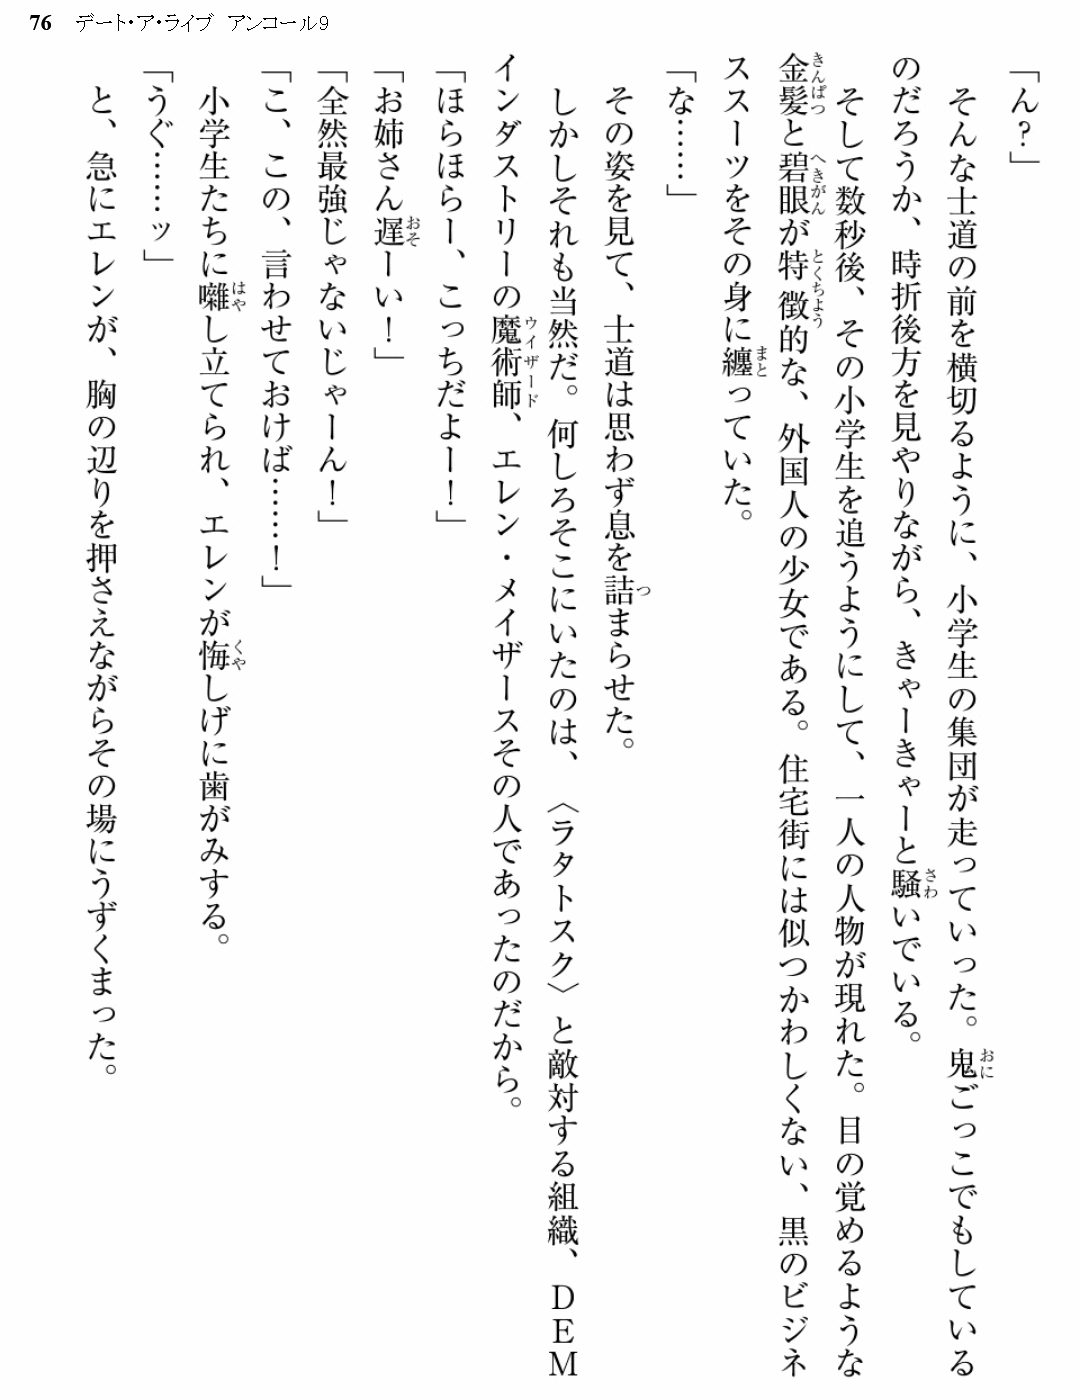 76 デート・ア・ライブ アンコール9
「ん？」
そんな士道の前を横切るように、小学生の集団が走っていった。鬼ごっこでもしている
のだろうか、時折後方を見やりながら、きゃーきゃーと騒いでいる。
そして数秒後、その小学生を追うようにして、一人の人物が現れた。目の覚めるような
金髪と碧眼が特徴的な、外国人の少女である。住宅街には似つかわしくない、黒のビジネ
ススーツをその身に纏っていた。
「な……」
その姿を見て、士道は思わず息を詰まらせた。
しかしそれも当然だ。何しろそこにいたのは、〈ラタトスク〉と敵対する組織、ＤＥＭ
インダストリーの魔術師、エレン・メイザースその人であったのだから。
「ほらほらー、こっちだよー！」
「お姉さん遅ーい！」
「全然最強じゃないじゃーん！」
「こ、この、言わせておけば……！」
小学生たちに囃し立てられ、エレンが悔しげに歯がみする。
「うぐ……ッ」
と、急にエレンが、胸の辺りを押さえながらその場にうずくまった。